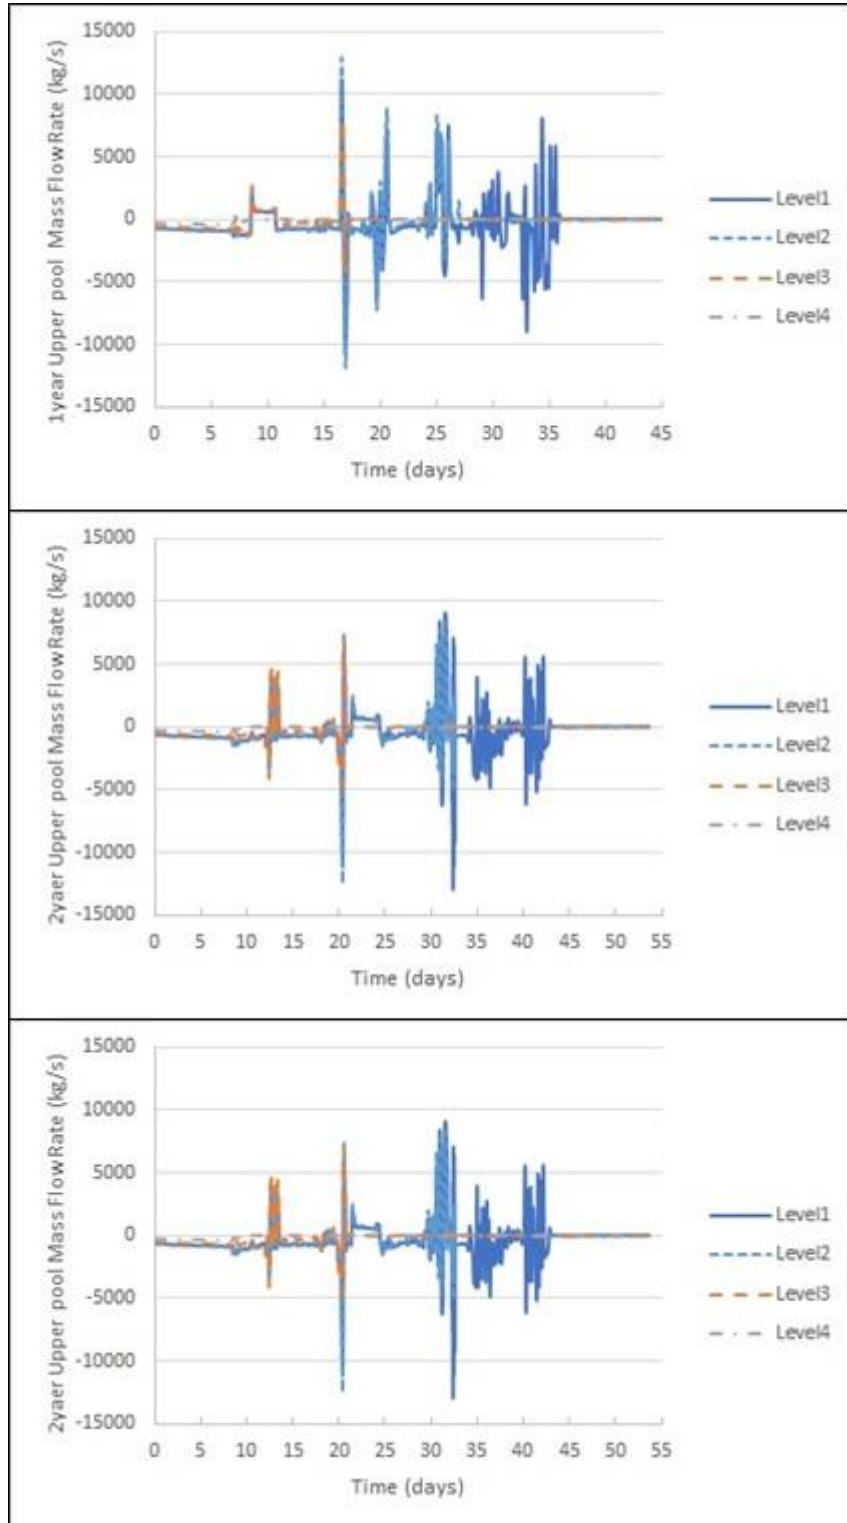 1year Upper pool Mass FlowRate (kg/s)
15000
10000
5000
0
-5000
-10000
-15000
0 5 10 15 20 25 30 35 40 45
Time (days)
Level1
Level2
Level3
Level4
2yaer Upper pool Mass FlowRate (kg/s)
15000
10000
5000
0
-5000
-10000
-15000
0 5 10 15 20 25 30 35 40 45 50 55
Time (days)
Level1
Level2
Level3
Level4
2yaer Upper pool Mass FlowRate (kg/s)
15000
10000
5000
0
-5000
-10000
-15000
0 5 10 15 20 25 30 35 40 45 50 55
Time (days)
Level1
Level2
Level3
Level4